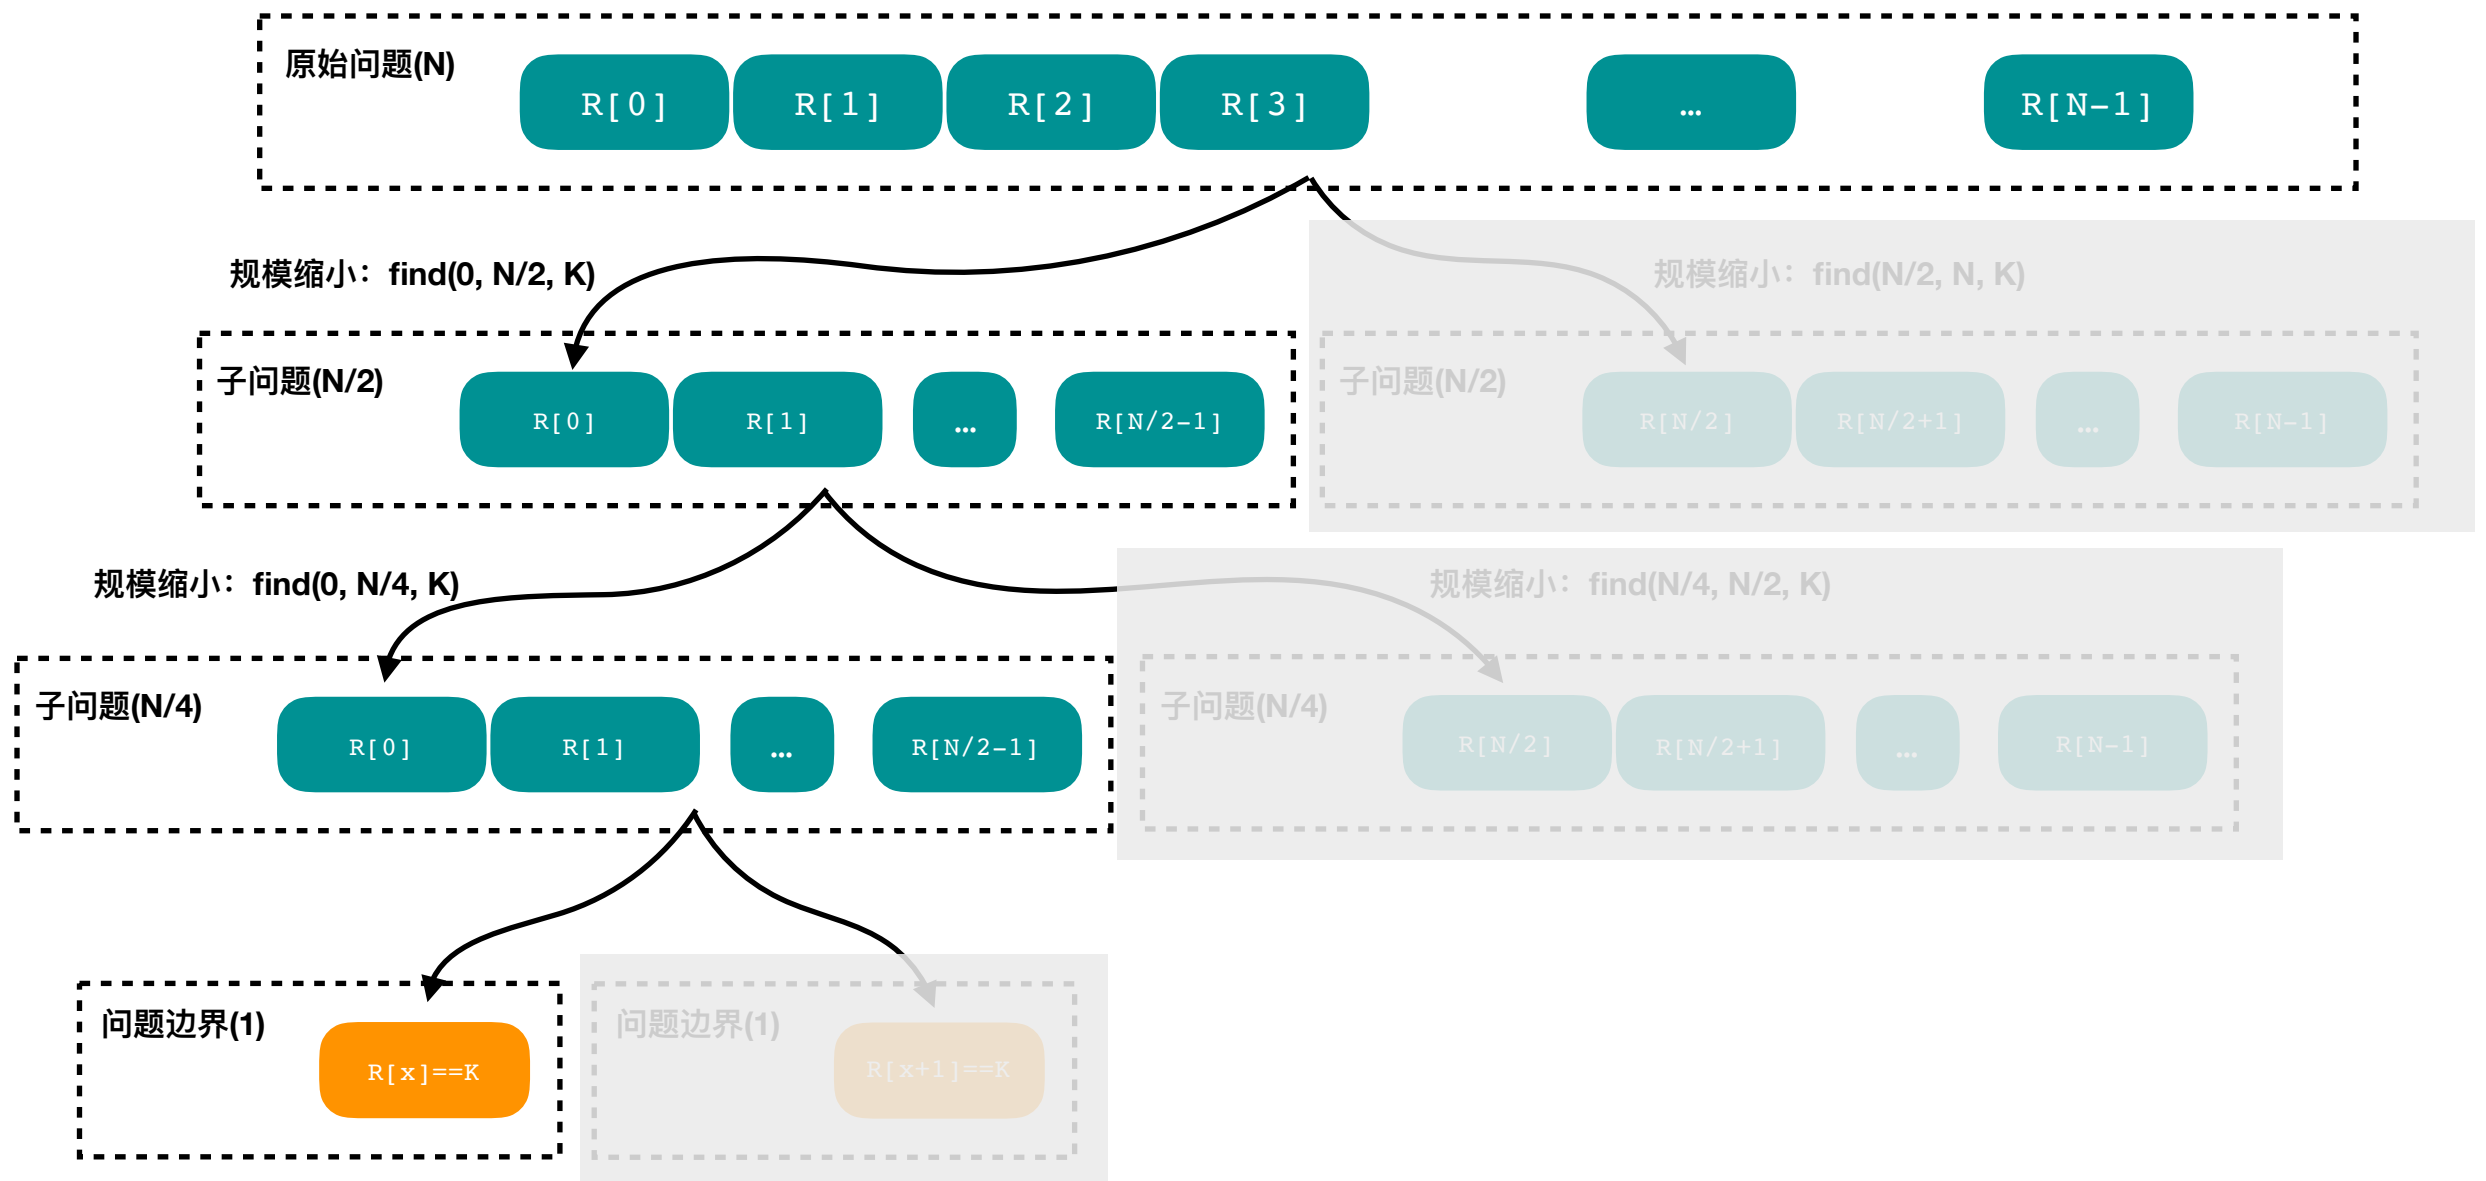 原始问题(N)
R[0] R[1] R[2] R[3] … R[N-1]
规模缩小：find(0, N/2, K)
规模缩小：find(N/2, N, K)
子问题(N/2)
R[0] R[1] … R[N/2-1]
子问题(N/2)
R[N/2] R[N/2+1] … R[N-1]
规模缩小：find(0, N/4, K)
规模缩小：find(N/4, N/2, K)
子问题(N/4)
R[0] R[1] … R[N/2-1]
子问题(N/4)
R[N/2] R[N/2+1] … R[N-1]
问题边界(1)
R[x]==K
问题边界(1)
R[x+1]==K